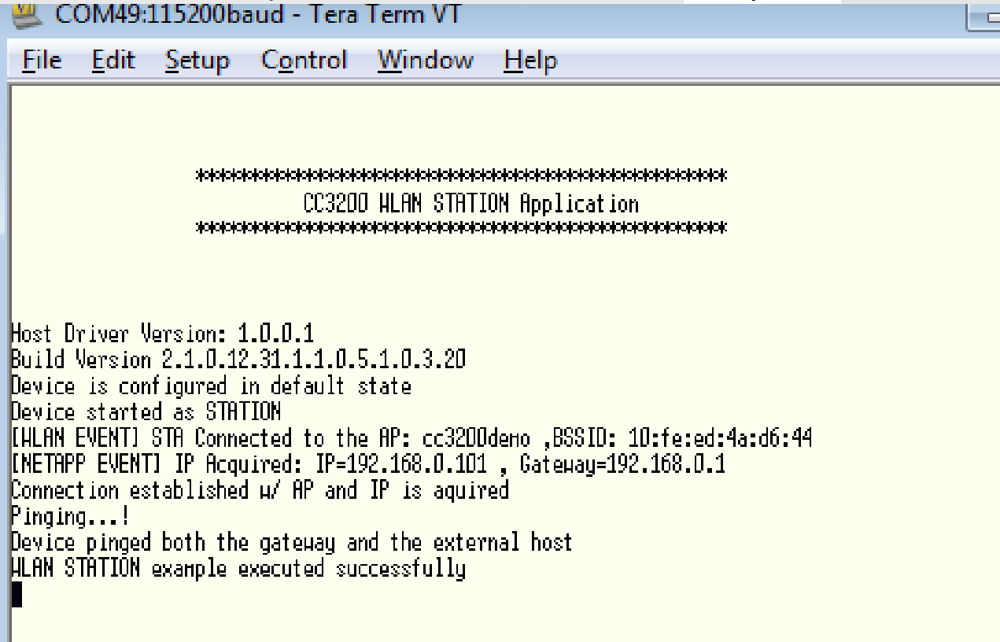 COM49:115200baud - Tera Term VT
File Edit Setup Control Window Help
*************************************************
CC3200 WLAN STATION Application
*************************************************
Host Driver Version: 1.0.0.1
Build Version 2.1.0.12.31.1.1.0.5.1.0.3.20
Device is configured in default state
Device started as STATION
[WLAN EVENT] STA Connected to the AP: cc3200demo ,BSSID: 10:fe:ed:4a:d6:44
[NETAPP EVENT] IP Acquired: IP=192.168.0.101 , Gateway=192.168.0.1
Connection established w/ AP and IP is aquired
Pinging...!
Device pinged both the gateway and the external host
WLAN STATION example executed successfully